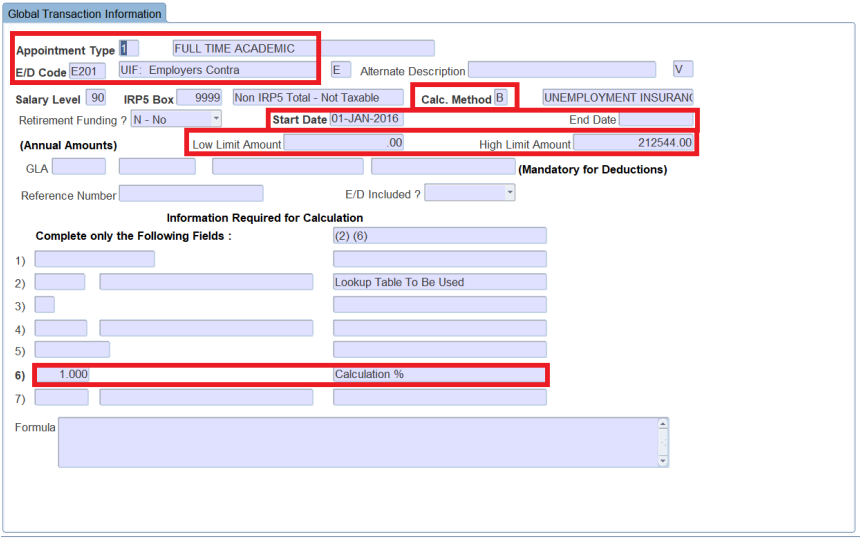 Global Transaction Information
Appointment Type 1 FULL TIME ACADEMIC
E/D Code E201 UIF: Employers Contra E Alternate Description V
Salary Level 90 IRP5 Box 9999 Non IRP5 Total - Not Taxable Calc. Method B UNEMPLOYMENT INSURANC
Retirement Funding ? N - No Start Date 01-JAN-2016 End Date
(Annual Amounts) Low Limit Amount .00 High Limit Amount 212544.00
GLA (Mandatory for Deductions)
Reference Number E/D Included ?
Information Required for Calculation
Complete only the Following Fields : (2) (6)
1)
2) Lookup Table To Be Used
3)
4)
5)
6) 1.000 Calculation %
7)
Formula